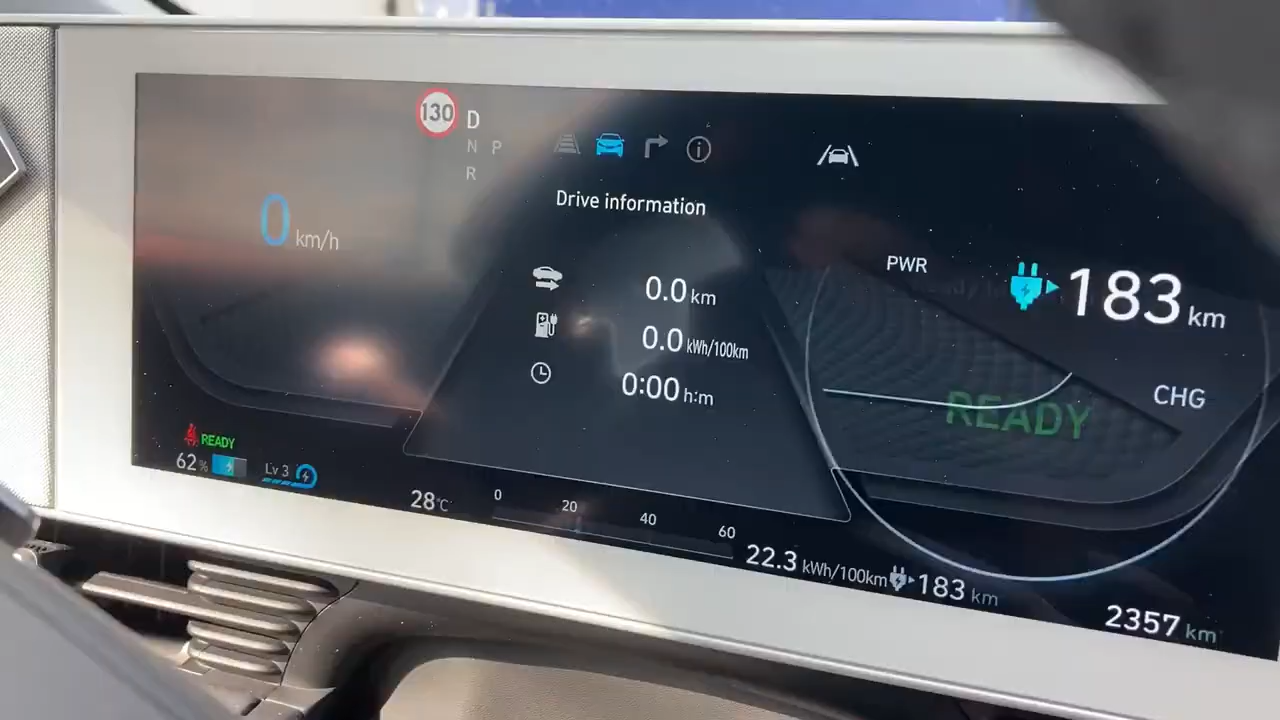 130
D
N P
R
Drive information
0 km/h
0.0 km
0.0 kWh/100km
0:00 h:m
PWR
183 km
CHG
READY
READY
62 %
Lv 3
28°C
0 20 40 60
22.3 kWh/100km
183 km
2357 km